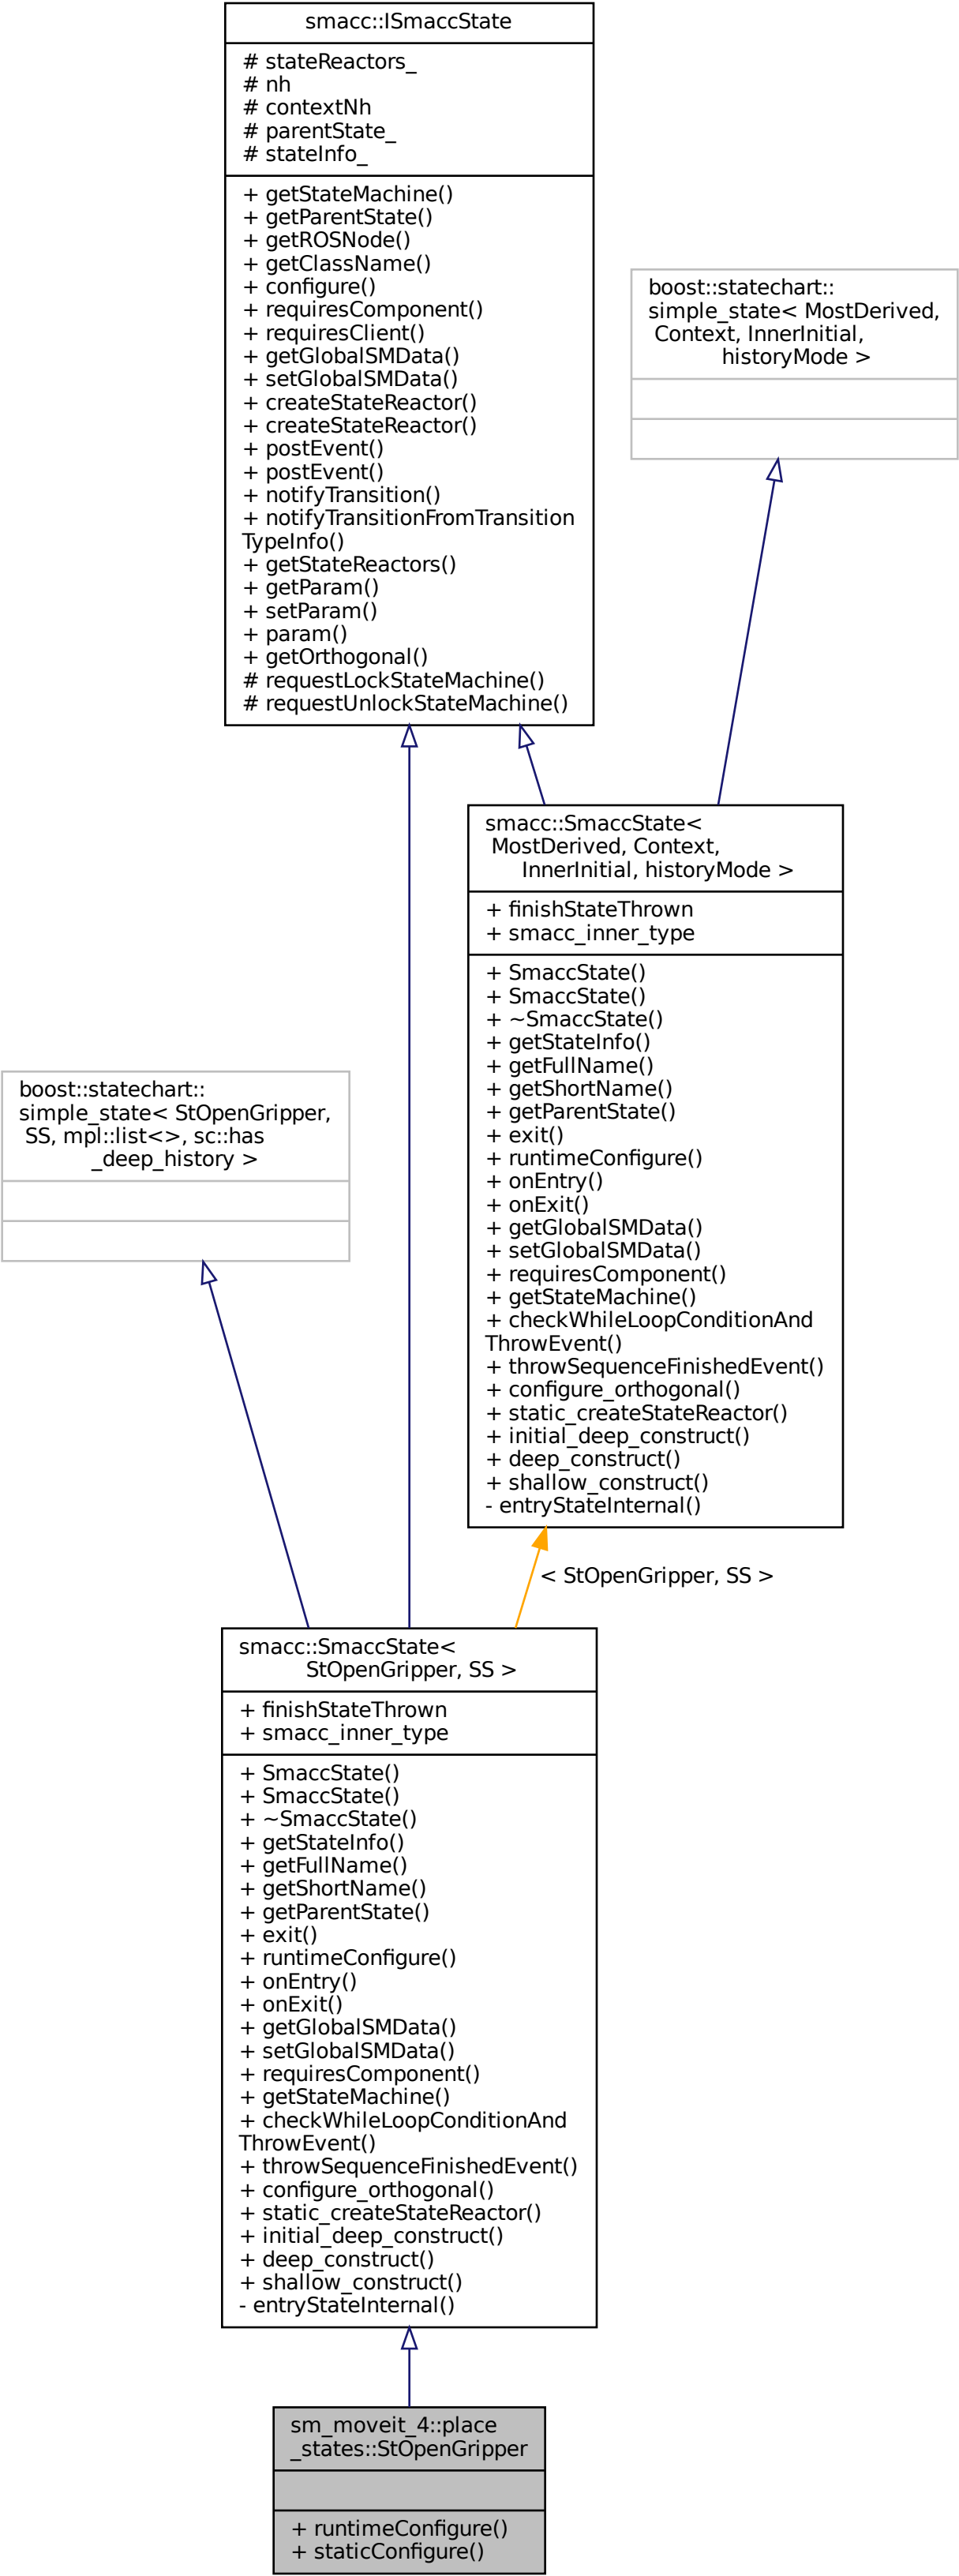 smacc::ISmaccState
# stateReactors_
# nh
# contextNh
# parentState_
# stateInfo_
+ getStateMachine()
+ getParentState()
+ getROSNode()
+ getClassName()
+ configure()
+ requiresComponent()
+ requiresClient()
+ getGlobalSMData()
+ setGlobalSMData()
+ createStateReactor()
+ createStateReactor()
+ postEvent()
+ postEvent()
+ notifyTransition()
+ notifyTransitionFromTransition
TypeInfo()
+ getStateReactors()
+ getParam()
+ setParam()
+ param()
+ getOrthogonal()
# requestLockStateMachine()
# requestUnlockStateMachine()
boost::statechart::
simple_state< MostDerived,
Context, InnerInitial,
historyMode >
smacc::SmaccState<
MostDerived, Context,
InnerInitial, historyMode >
+ finishStateThrown
+ smacc_inner_type
+ SmaccState()
+ SmaccState()
+ ~SmaccState()
+ getStateInfo()
+ getFullName()
+ getShortName()
+ getParentState()
+ exit()
+ runtimeConfigure()
+ onEntry()
+ onExit()
+ getGlobalSMData()
+ setGlobalSMData()
+ requiresComponent()
+ getStateMachine()
+ checkWhileLoopConditionAnd
ThrowEvent()
+ throwSequenceFinishedEvent()
+ configure_orthogonal()
+ static_createStateReactor()
+ initial_deep_construct()
+ deep_construct()
+ shallow_construct()
- entryStateInternal()
boost::statechart::
simple_state< StOpenGripper,
SS, mpl::list<>, sc::has
_deep_history >
< StOpenGripper, SS >
smacc::SmaccState<
StOpenGripper, SS >
+ finishStateThrown
+ smacc_inner_type
+ SmaccState()
+ SmaccState()
+ ~SmaccState()
+ getStateInfo()
+ getFullName()
+ getShortName()
+ getParentState()
+ exit()
+ runtimeConfigure()
+ onEntry()
+ onExit()
+ getGlobalSMData()
+ setGlobalSMData()
+ requiresComponent()
+ getStateMachine()
+ checkWhileLoopConditionAnd
ThrowEvent()
+ throwSequenceFinishedEvent()
+ configure_orthogonal()
+ static_createStateReactor()
+ initial_deep_construct()
+ deep_construct()
+ shallow_construct()
- entryStateInternal()
sm_moveit_4::place
_states::StOpenGripper
+ runtimeConfigure()
+ staticConfigure()